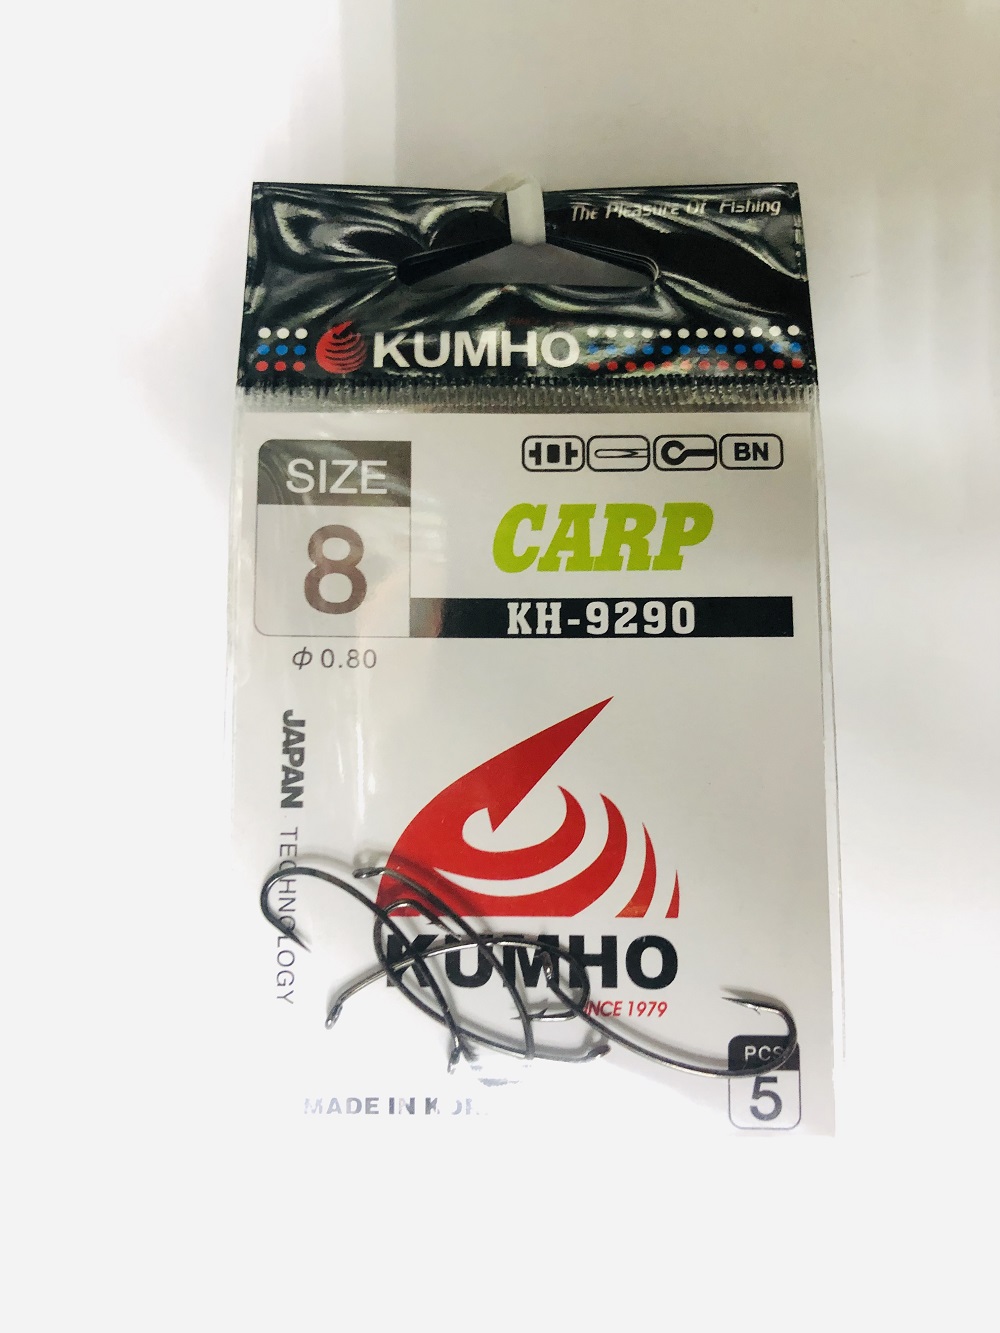 The Pleasure Of Fishing
KUMHO
SIZE
8
BN
CARP
KH-9290
Φ 0.80
JAPAN TECHNOLOGY
KUMHO
SINCE 1979
PCS
5
MADE IN